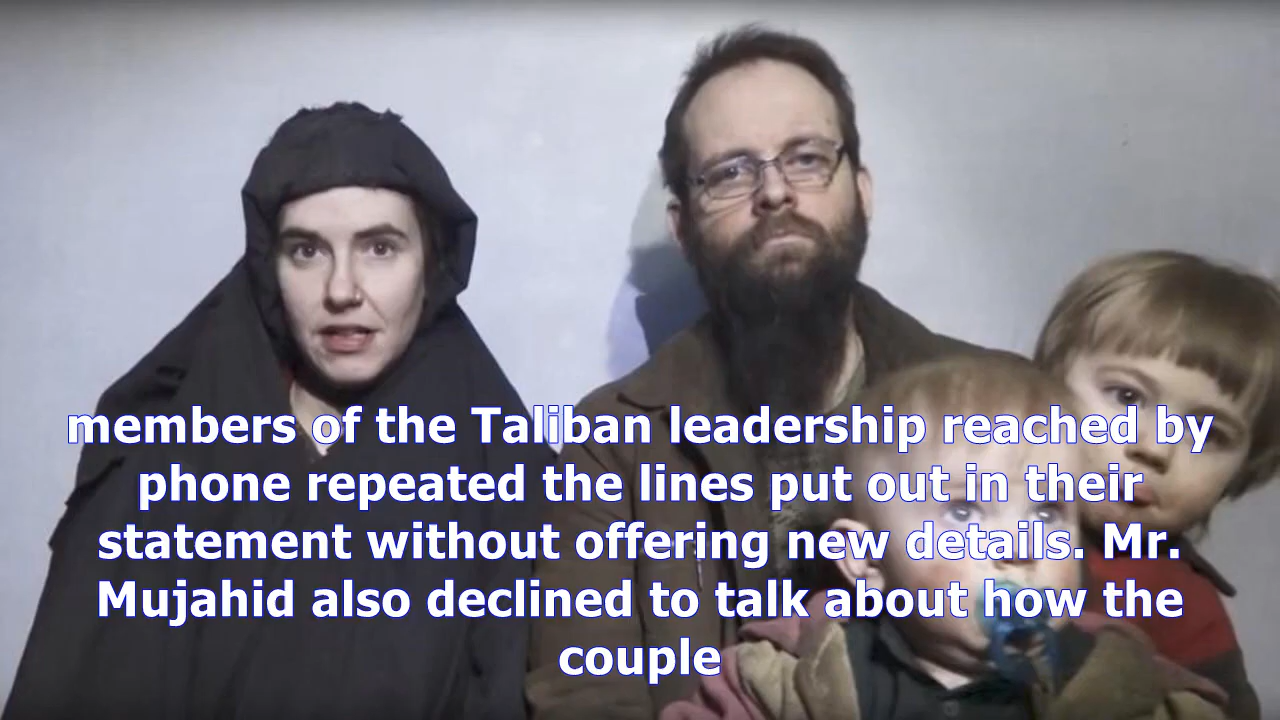 members of the Taliban leadership reached by
phone repeated the lines put out in their
statement without offering new details. Mr.
Mujahid also declined to talk about how the
couple